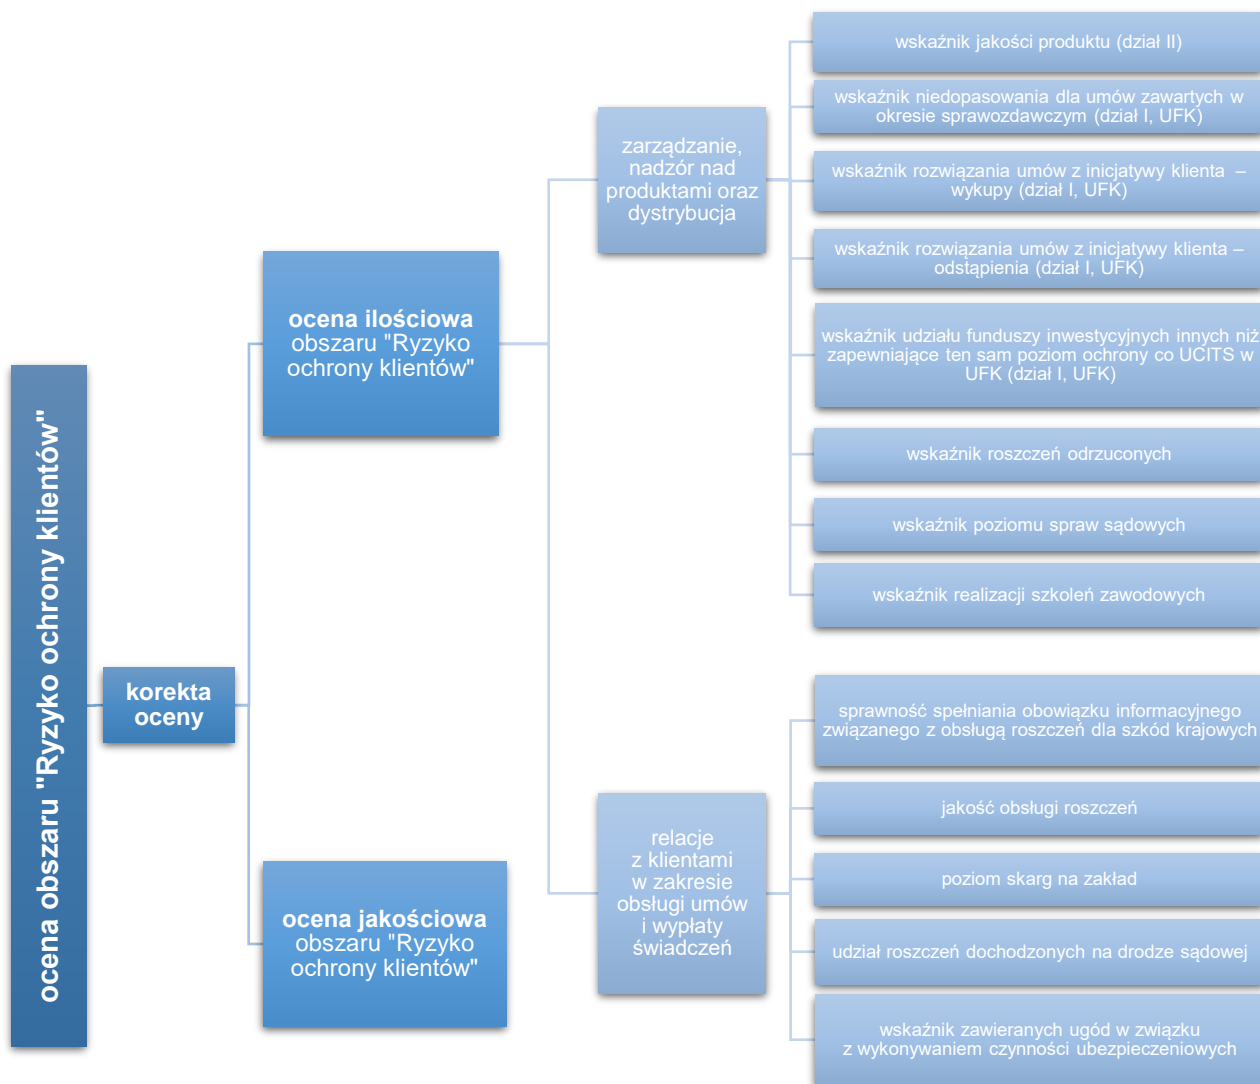 ocena obszaru "Ryzyko ochrony klientów"
korekta
oceny
ocena ilościowa
obszaru "Ryzyko
ochrony klientów"
ocena jakościowa
obszaru "Ryzyko
ochrony klientów"
zarządzanie,
nadzór nad
produktami oraz
dystrybucja
wskaźnik jakości produktu (dział II)
wskaźnik niedopasowania dla umów zawartych w
okresie sprawozdawczym (dział I, UFK)
wskaźnik rozwiązania umów z inicjatywy klienta –
wykupy (dział I, UFK)
wskaźnik rozwiązania umów z inicjatywy klienta –
odstąpienia (dział I, UFK)
wskaźnik udziału funduszy inwestycyjnych innych niż
zapewniające ten sam poziom ochrony co UCITS w
UFK (dział I, UFK)
wskaźnik roszczeń odrzuconych
wskaźnik poziomu spraw sądowych
wskaźnik realizacji szkoleń zawodowych
relacje
z klientami
w zakresie
obsługi umów
i wypłaty
świadczeń
sprawność spełniania obowiązku informacyjnego
związanego z obsługą roszczeń dla szkód krajowych
jakość obsługi roszczeń
poziom skarg na zakład
udział roszczeń dochodzonych na drodze sądowej
wskaźnik zawieranych ugód w związku
z wykonywaniem czynności ubezpieczeniowych